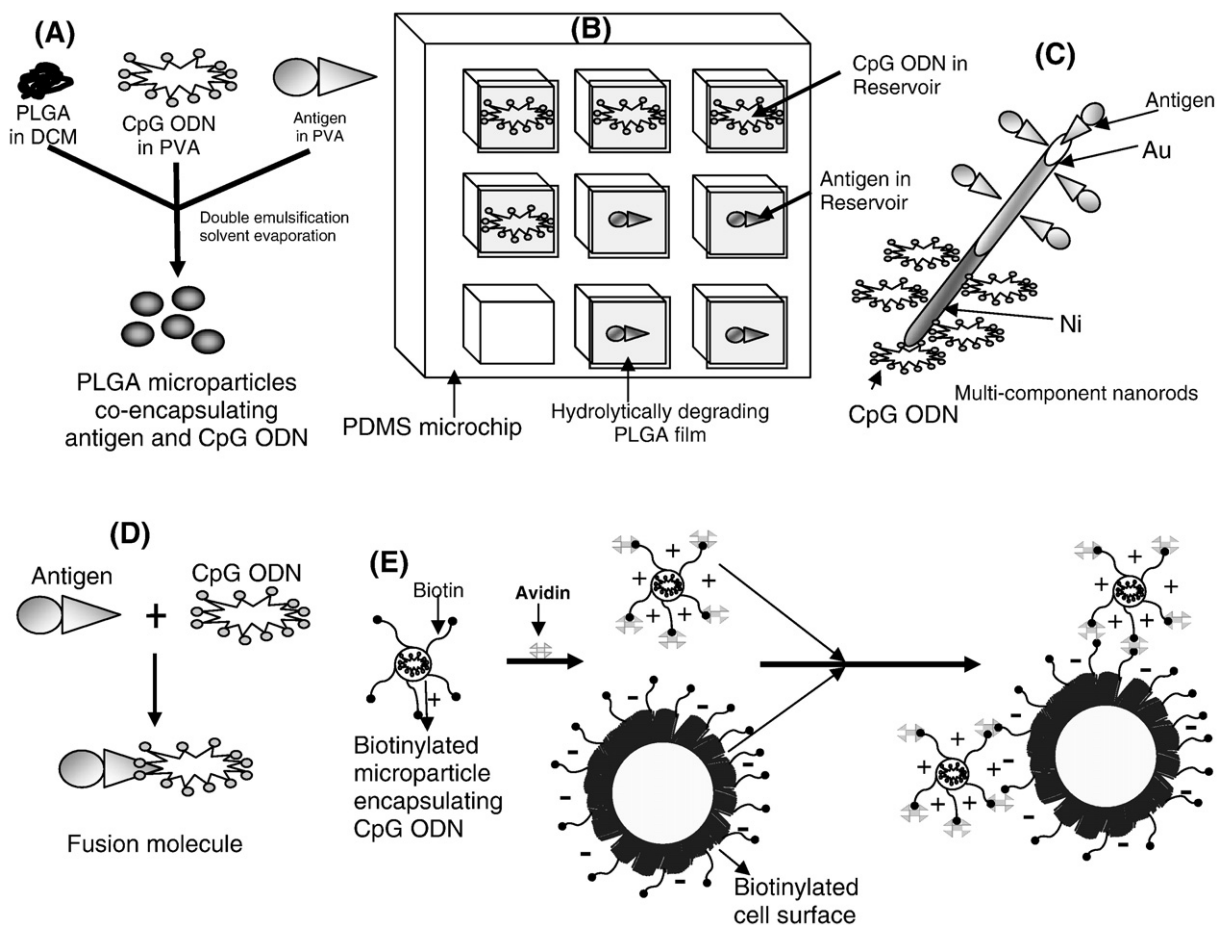 (A)
PLGA
in DCM
CpG ODN
in PVA
Antigen
in PVA
Double emulsification
solvent evaporation
PLGA microparticles
co-encapsulating
antigen and CpG ODN
(B)
CpG ODN in
Reservoir
Antigen in
Reservoir
PDMS microchip
Hydrolytically degrading
PLGA film
(C)
Antigen
Au
Ni
CpG ODN
Multi-component nanorods
(D)
Antigen
+
CpG ODN
Fusion molecule
(E)
Biotin
Avidin
+
Biotinylated
microparticle
encapsulating
CpG ODN
+
+ +
+ +
- -
- -
- -
- -
-
Biotinylated
cell surface
+
+ +
+ +
+
+ +
+ +
- -
- -
- -
- -
-